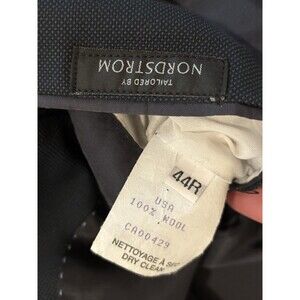 TAILORED BY
NORDSTROM
44R
USA
100% WOOL
CA00429
NETTOYAGE À SEC
DRY CLEAN